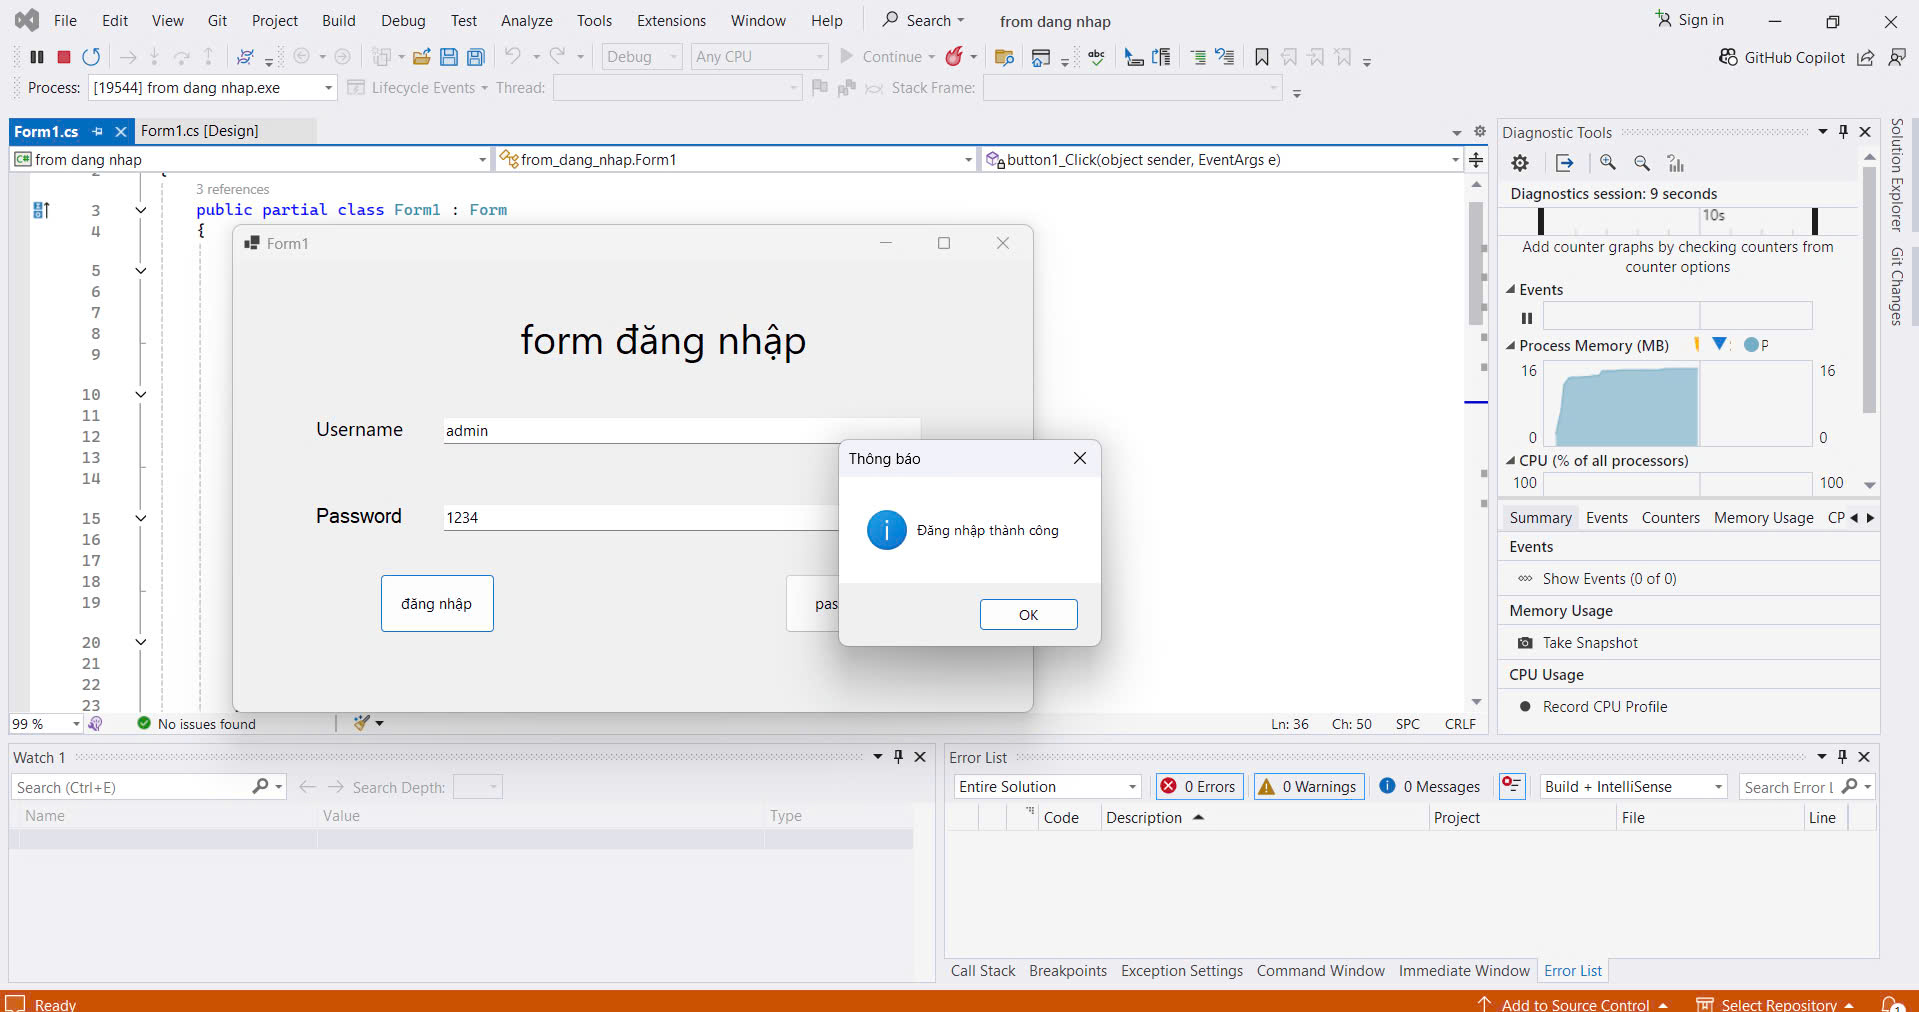 File Edit View Git Project Build Debug Test Analyze Tools Extensions Window Help Search from dang nhap Sign in
Debug Any CPU Continue abc GitHub Copilot
Process: [19544] from dang nhap.exe Lifecycle Events Thread: Stack Frame:
Form1.cs Form1.cs [Design]
C# from dang nhap from_dang_nhap.Form1 button1_Click(object sender, EventArgs e)
3 references
3 public partial class Form1 : Form
4 {
5
6
7
8
9
10
11
12
13
14
15
16
17
18
19
20
21
22
23
Form1
form đăng nhập
Username admin
Password 1234
đăng nhập pas
Thông báo
i Đăng nhập thành công
OK
99 % No issues found Ln: 36 Ch: 50 SPC CRLF
Diagnostic Tools
Diagnostics session: 9 seconds
10s
Add counter graphs by checking counters from
counter options
Events
Process Memory (MB) P
16 16
0 0
CPU (% of all processors)
100 100
Summary Events Counters Memory Usage CP
Events
Show Events (0 of 0)
Memory Usage
Take Snapshot
CPU Usage
Record CPU Profile
Solution Explorer
Git Changes
Watch 1
Search (Ctrl+E) Search Depth:
Name Value Type
Error List
Entire Solution 0 Errors 0 Warnings 0 Messages Build + IntelliSense Search Error L
Code Description Project File Line
Call Stack Breakpoints Exception Settings Command Window Immediate Window Error List
Ready Add to Source Control Select Repository 1